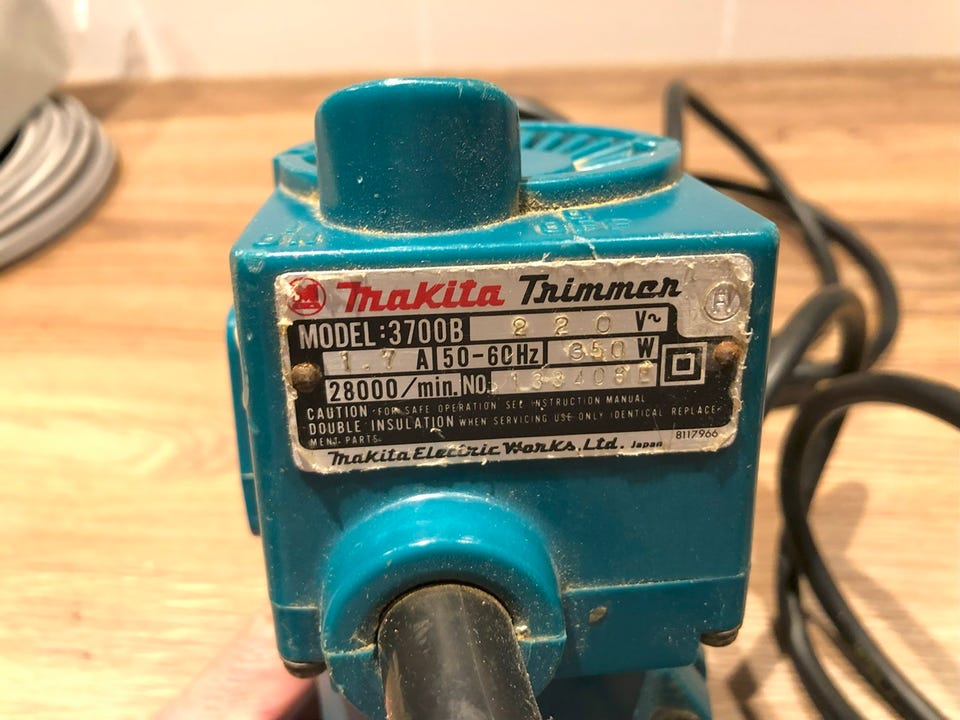 OFF
Makita Trimmer
MODEL:3700B 220 V~
1.7 A 50-60Hz 350 W
28000/min. NO.
CAUTION FOR SAFE OPERATION SEE INSTRUCTION MANUAL
DOUBLE INSULATION WHEN SERVICING USE ONLY IDENTICAL REPLACE-
MENT PARTS
Makita Electric Works, Ltd. Japan 8117966